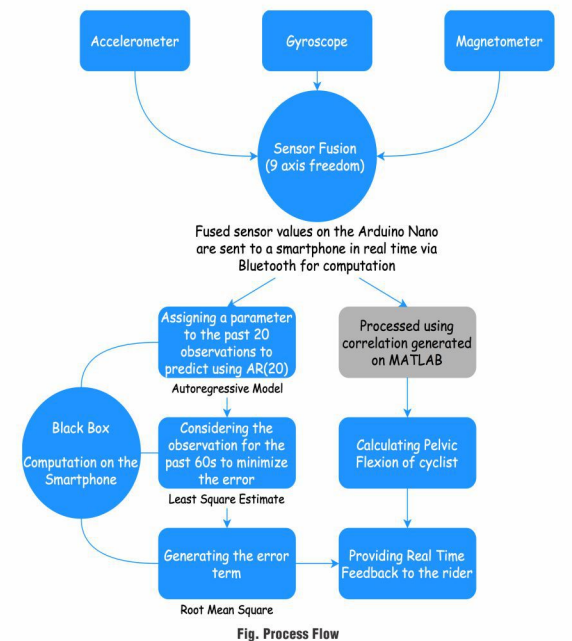 Accelerometer
Gyroscope
Magnetometer
Sensor Fusion
(9 axis freedom)
Fused sensor values on the Arduino Nano
are sent to a smartphone in real time via
Bluetooth for computation
Assigning a parameter
to the past 20
observations to
predict using AR(20)
Autoregressive Model
Processed using
correlation generated
on MATLAB
Black Box
Computation on the
Smartphone
Considering the
observation for the
past 60s to minimize
the error
Least Square Estimate
Calculating Pelvic
Flexion of cyclist
Generating the error
term
Root Mean Square
Providing Real Time
Feedback to the rider
Fig. Process Flow